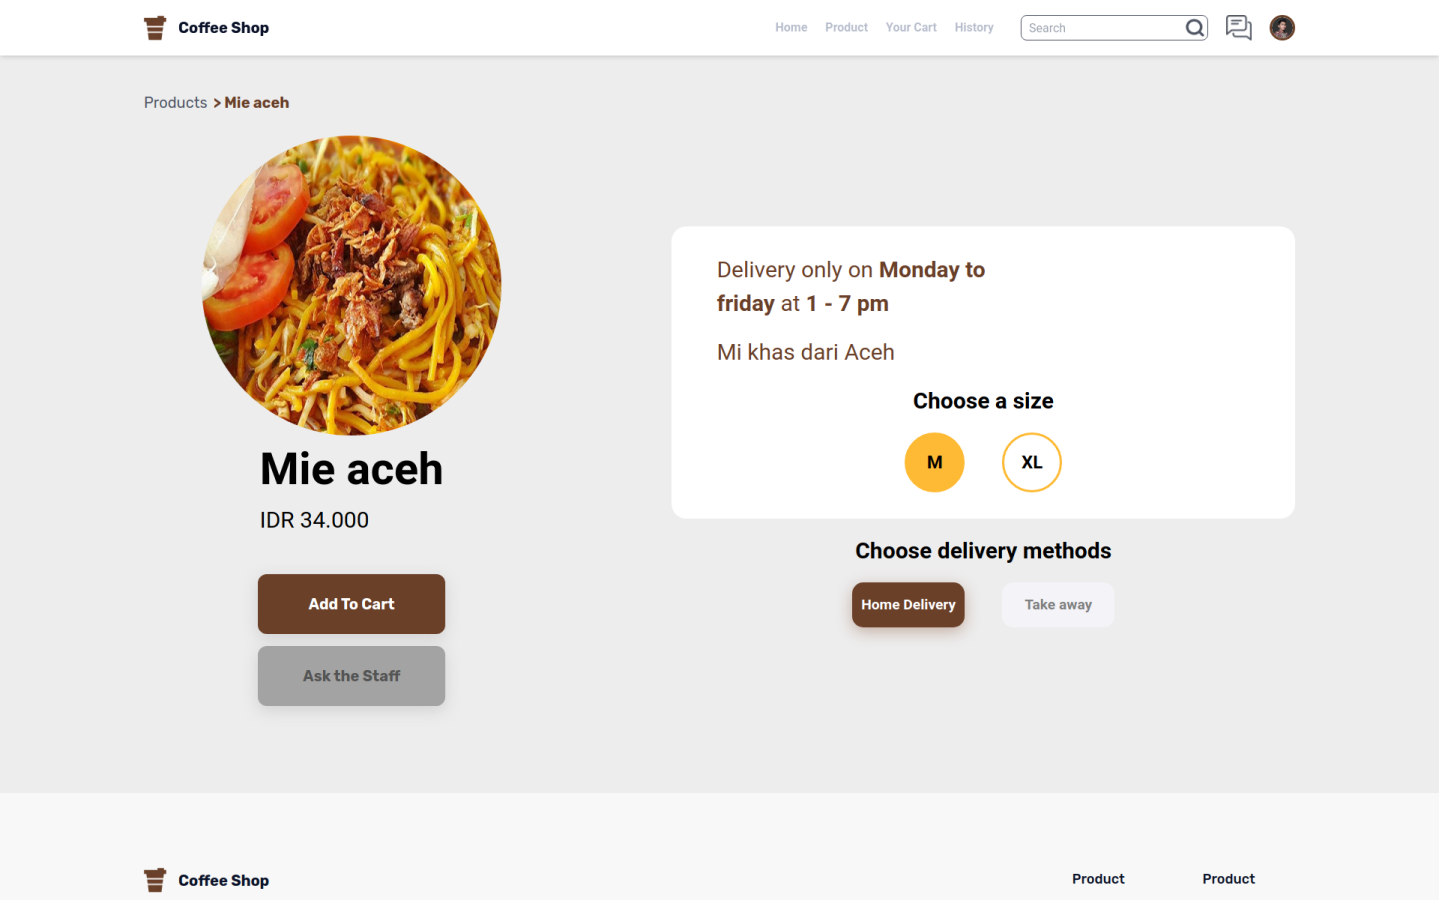 Coffee Shop
Home
Product
Your Cart
History
Search
Products > Mie aceh
Mie aceh
IDR 34.000
Add To Cart
Ask the Staff
Delivery only on Monday to
friday at 1 - 7 pm
Mi khas dari Aceh
Choose a size
M
XL
Choose delivery methods
Home Delivery
Take away
Coffee Shop
Product
Product